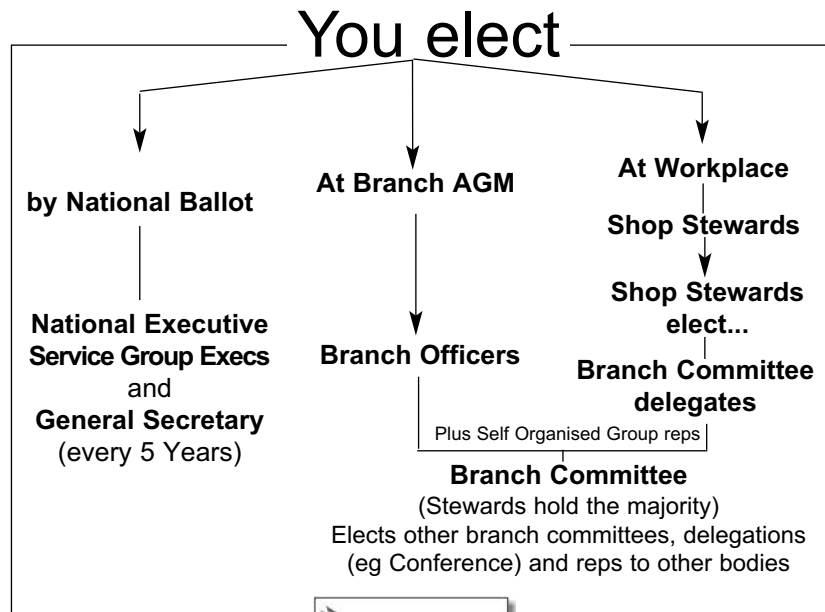 You elect
by National Ballot
National Executive
Service Group Execs
and
General Secretary
(every 5 Years)
At Branch AGM
Branch Officers
At Workplace
Shop Stewards
Shop Stewards
elect...
Branch Committee
delegates
Plus Self Organised Group reps
Branch Committee
(Stewards hold the majority)
Elects other branch committees, delegations
(eg Conference) and reps to other bodies